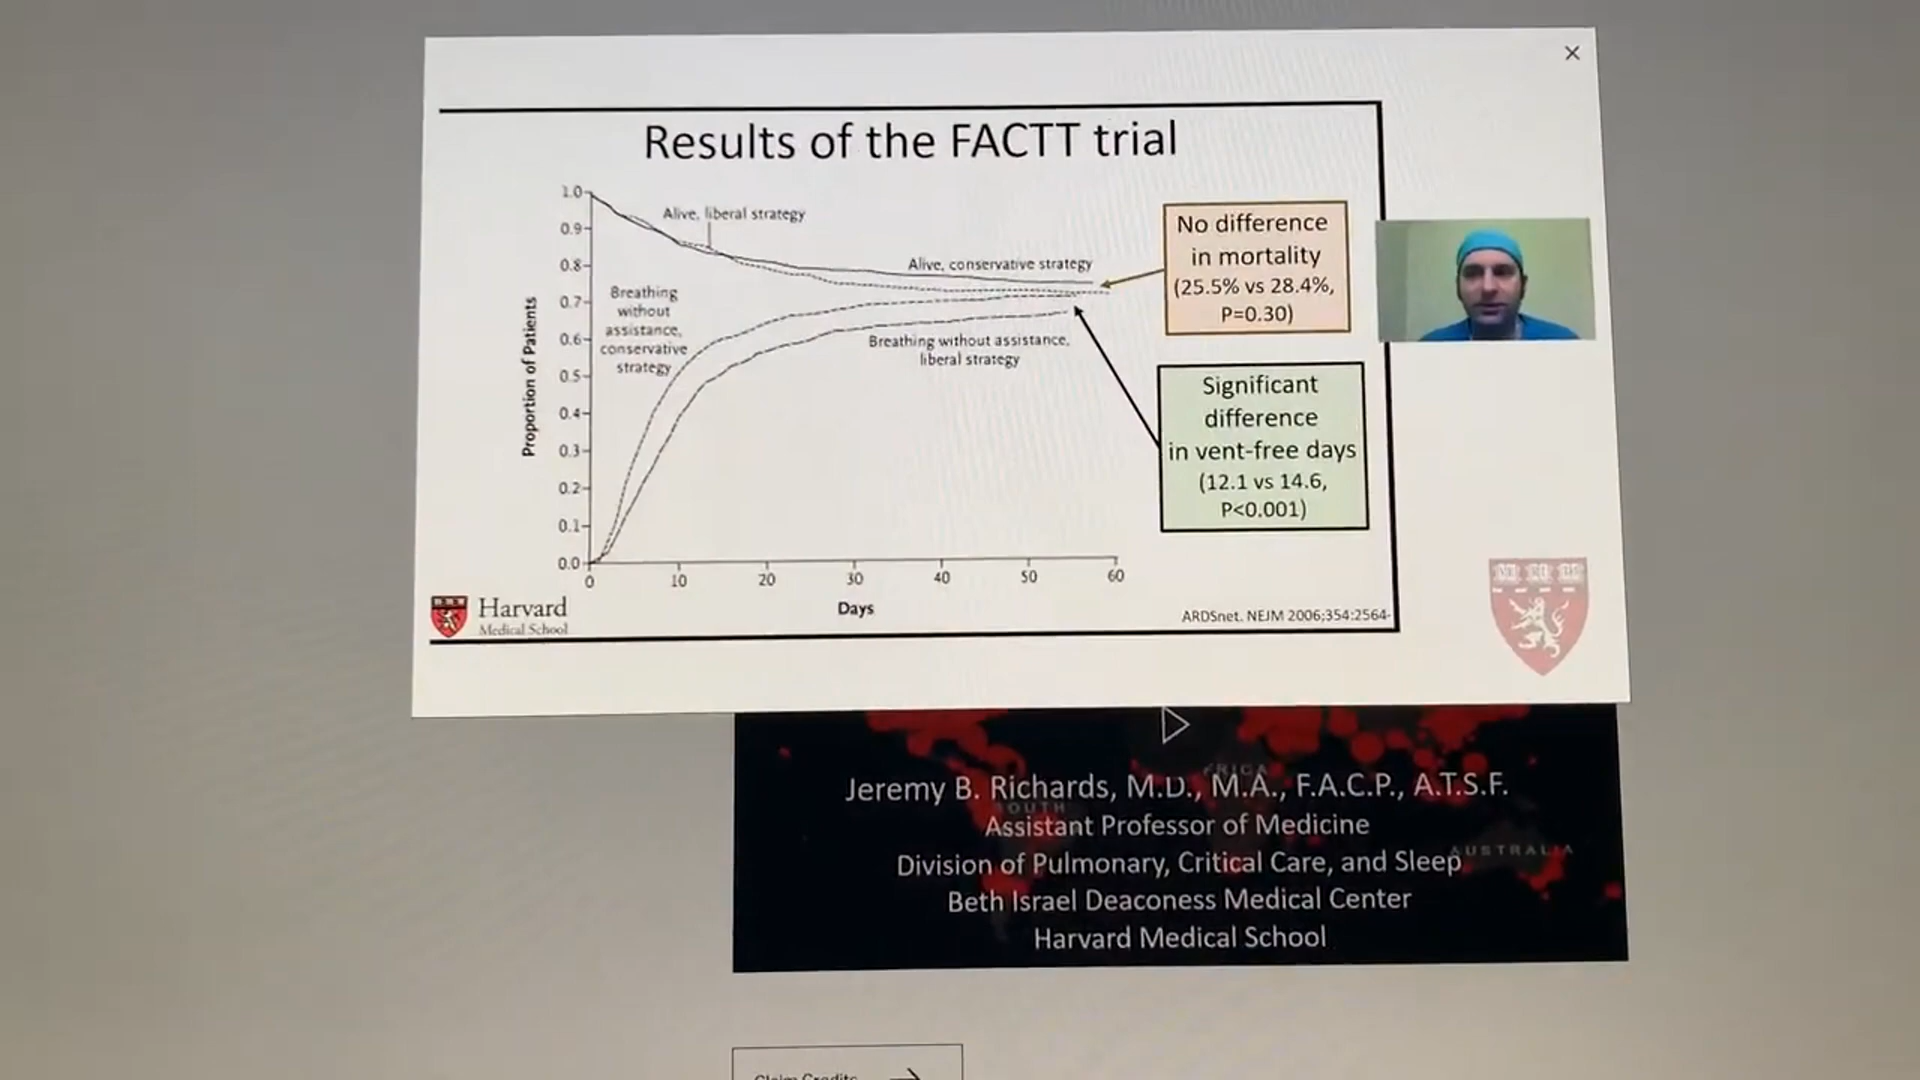 ×
Results of the FACTT trial
1.0
0.9
0.8
0.7
0.6
0.5
0.4
0.3
0.2
0.1
0.0
Proportion of Patients
Alive, liberal strategy
Alive, conservative strategy
Breathing
without
assistance,
conservative
strategy
Breathing without assistance,
liberal strategy
0 10 20 30 40 50 60
Days
No difference
in mortality
(25.5% vs 28.4%,
P=0.30)
Significant
difference
in vent-free days
(12.1 vs 14.6,
P<0.001)
Harvard
Medical School
ARDSnet. NEJM 2006;354:2564-
Jeremy B. Richards, M.D., M.A., F.A.C.P., A.T.S.F.
SOUTH
Assistant Professor of Medicine
Division of Pulmonary, Critical Care, and Sleep
AUSTRALIA
Beth Israel Deaconess Medical Center
Harvard Medical School
Claim Credits